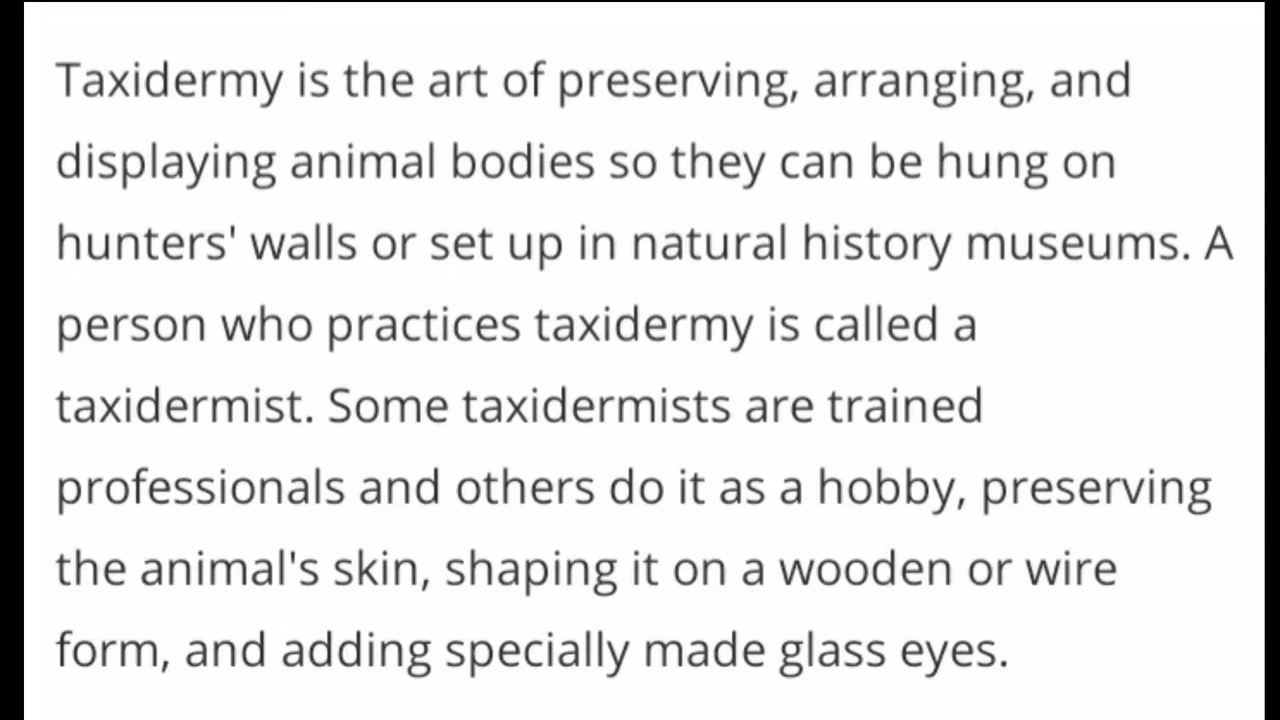 Taxidermy is the art of preserving, arranging, and
displaying animal bodies so they can be hung on
hunters' walls or set up in natural history museums. A
person who practices taxidermy is called a
taxidermist. Some taxidermists are trained
professionals and others do it as a hobby, preserving
the animal's skin, shaping it on a wooden or wire
form, and adding specially made glass eyes.